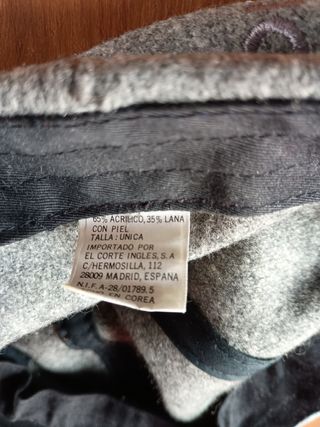 65% ACRILICO, 35% LANA
CON PIEL
TALLA: UNICA
IMPORTADO POR
EL CORTE INGLES, S.A
C/HERMOSILLA, 112
28009 MADRID, ESPAÑA
N.I.F. A-28/01789.5
EN COREA